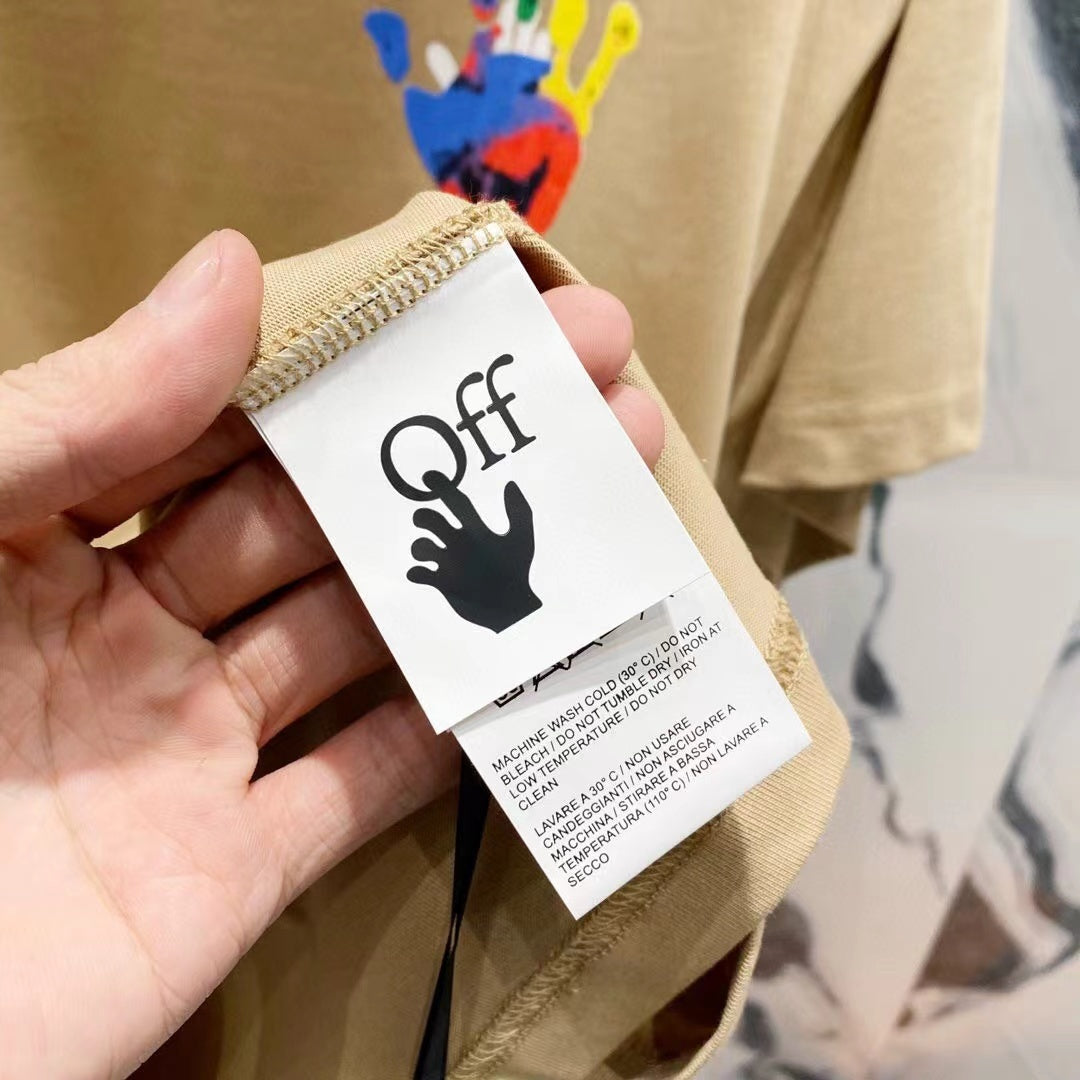 Off
MACHINE WASH COLD (30° C) / DO NOT
BLEACH / DO NOT TUMBLE DRY / IRON AT
LOW TEMPERATURE / DO NOT DRY
CLEAN
LAVARE A 30° C / NON USARE
CANDEGGIANTI / NON ASCIUGARE A
MACCHINA / STIRARE A BASSA
TEMPERATURA (110° C) / NON LAVARE A
SECCO